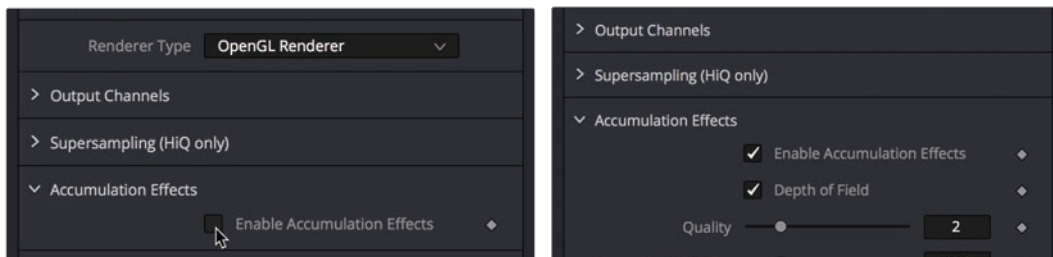 Renderer Type OpenGL Renderer
Output Channels
Supersampling (HiQ only)
Accumulation Effects
Enable Accumulation Effects
Output Channels
Supersampling (HiQ only)
Accumulation Effects
Enable Accumulation Effects
Depth of Field
Quality 2